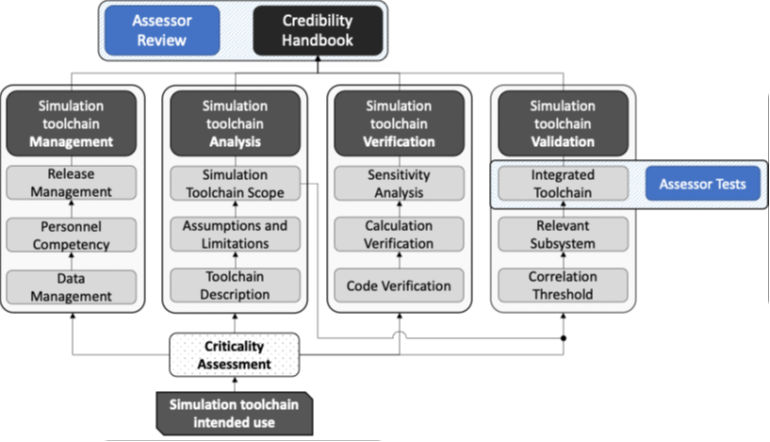 Assessor
Review
Credibility
Handbook
Simulation
toolchain
Management
Release
Management
Personnel
Competency
Data
Management
Simulation
toolchain
Analysis
Simulation
Toolchain Scope
Assumptions and
Limitations
Toolchain
Description
Simulation
toolchain
Verification
Sensitivity
Analysis
Calculation
Verification
Code Verification
Simulation
toolchain
Validation
Integrated
Toolchain
Assessor Tests
Relevant
Subsystem
Correlation
Threshold
Criticality
Assessment
Simulation toolchain
intended use